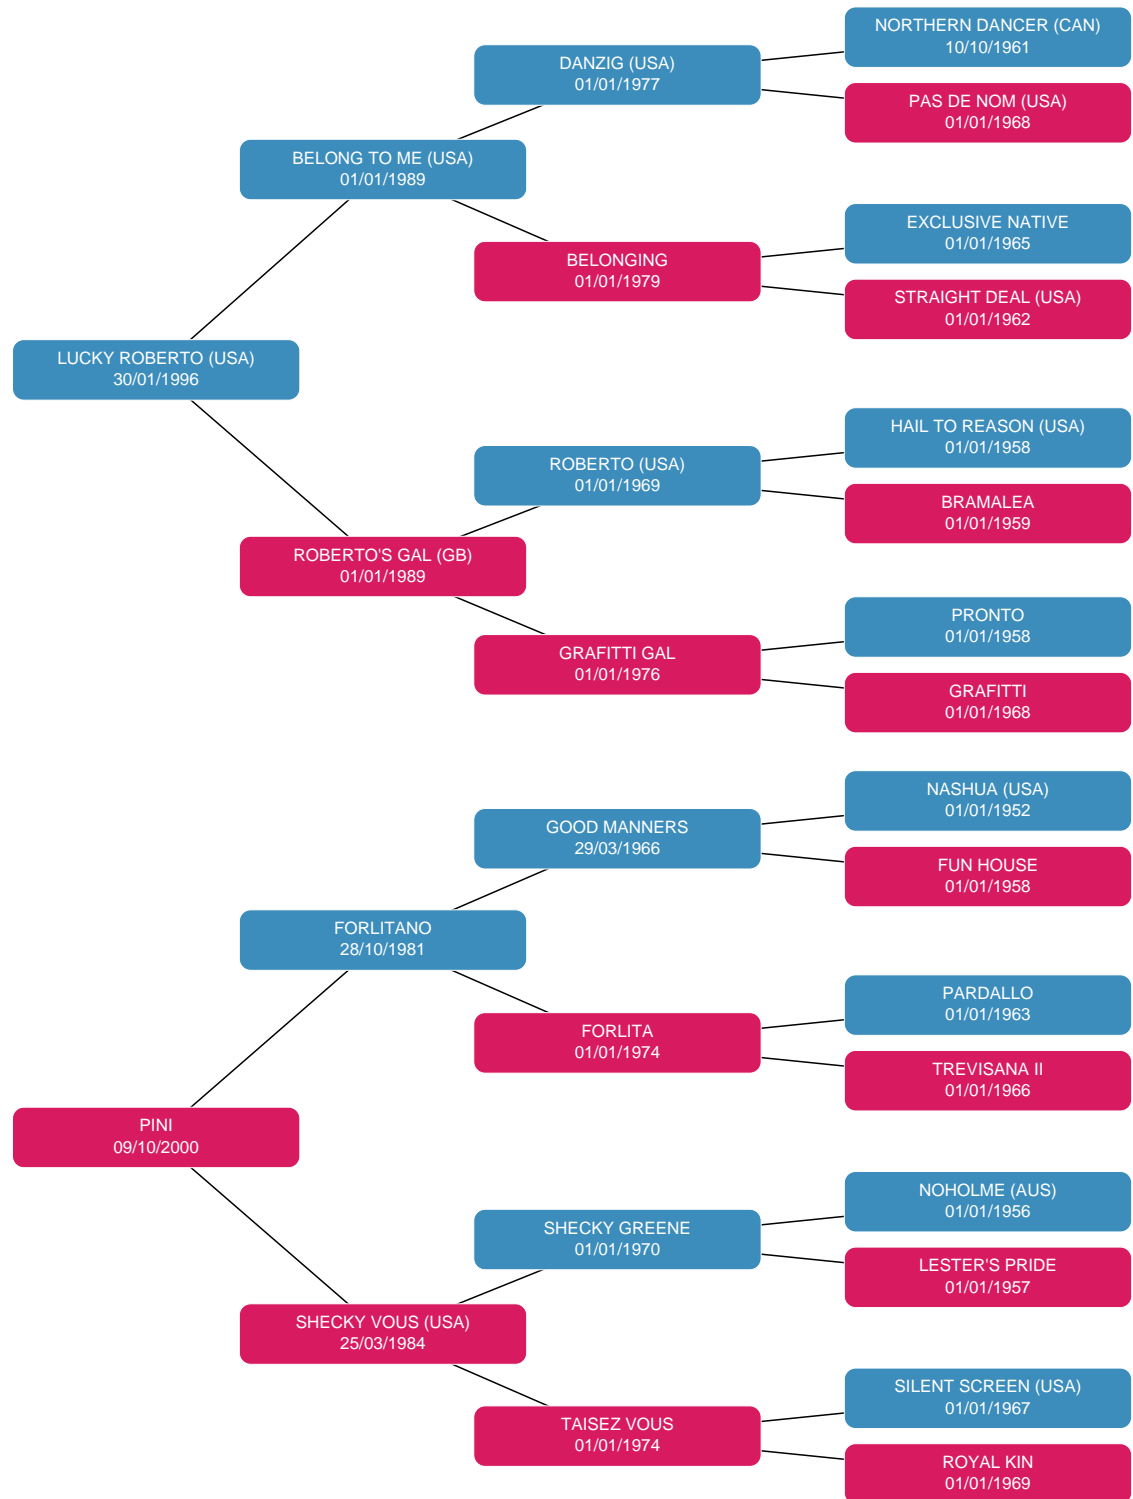 NORTHERN DANCER (CAN)
10/10/1961
DANZIG (USA)
01/01/1977
PAS DE NOM (USA)
01/01/1968
BELONG TO ME (USA)
01/01/1989
EXCLUSIVE NATIVE
01/01/1965
BELONGING
01/01/1979
STRAIGHT DEAL (USA)
01/01/1962
LUCKY ROBERTO (USA)
30/01/1996
HAIL TO REASON (USA)
01/01/1958
ROBERTO (USA)
01/01/1969
BRAMALEA
01/01/1959
ROBERTO'S GAL (GB)
01/01/1989
PRONTO
01/01/1958
GRAFITTI GAL
01/01/1976
GRAFITTI
01/01/1968
NASHUA (USA)
01/01/1952
GOOD MANNERS
29/03/1966
FUN HOUSE
01/01/1958
FORLITANO
28/10/1981
PARDALLO
01/01/1963
FORLITA
01/01/1974
TREVISANA II
01/01/1966
PINI
09/10/2000
NOHOLME (AUS)
01/01/1956
SHECKY GREENE
01/01/1970
LESTER'S PRIDE
01/01/1957
SHECKY VOUS (USA)
25/03/1984
SILENT SCREEN (USA)
01/01/1967
TAISEZ VOUS
01/01/1974
ROYAL KIN
01/01/1969